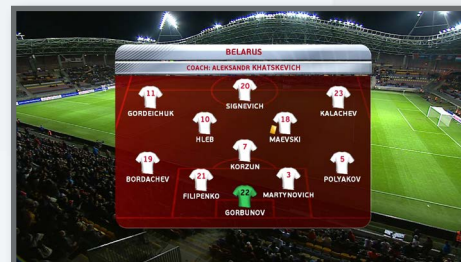 BELARUS
COACH: ALEKSANDR KHATSKEVICH
11
GORDEICHUK
20
SIGNEVICH
23
KALACHEV
10
HLEB
18
MAEVSKI
7
KORZUN
19
BORDACHEV
5
POLYAKOV
21
FILIPENKO
3
MARTYNOVICH
22
GORBUNOV